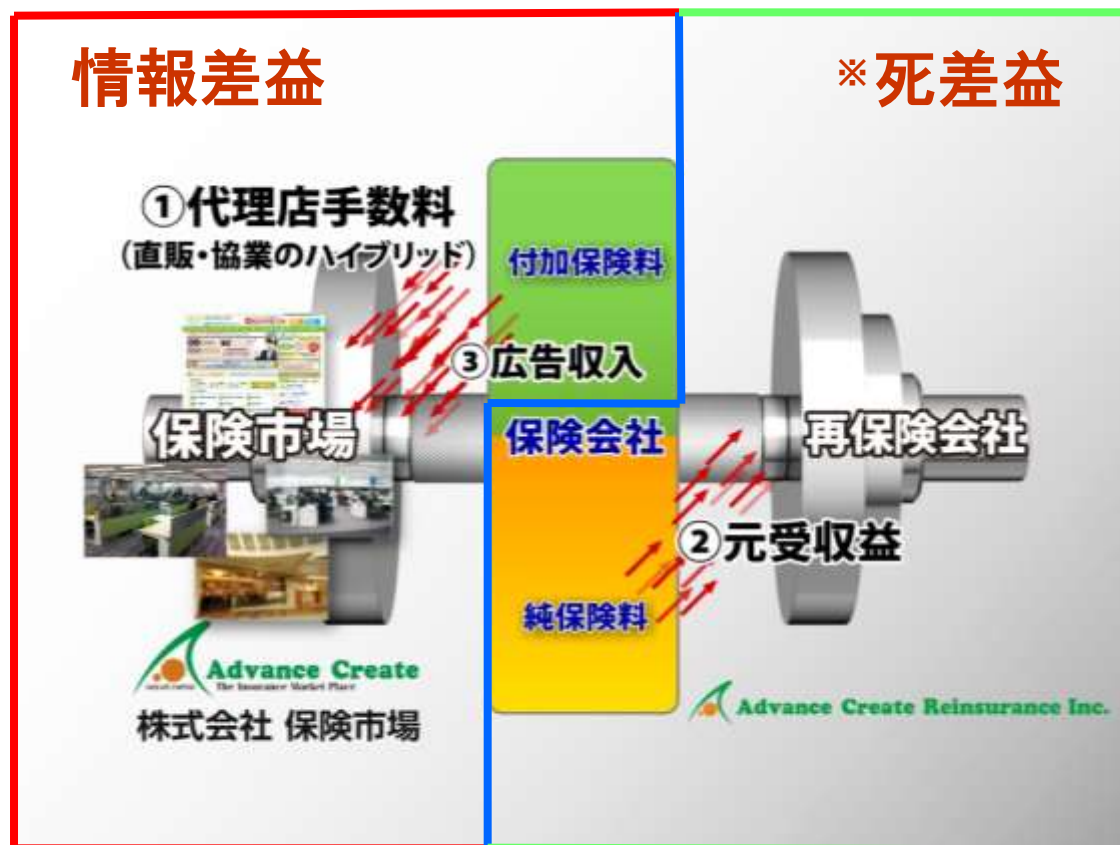 情報差益
※死差益
①代理店手数料
(直販・協業のハイブリッド)
付加保険料
③広告収入
保険市場
保険会社
再保険会社
②元受収益
純保険料
Advance Create
The Insurance Market Place
株式会社 保険市場
Advance Create Reinsurance Inc.